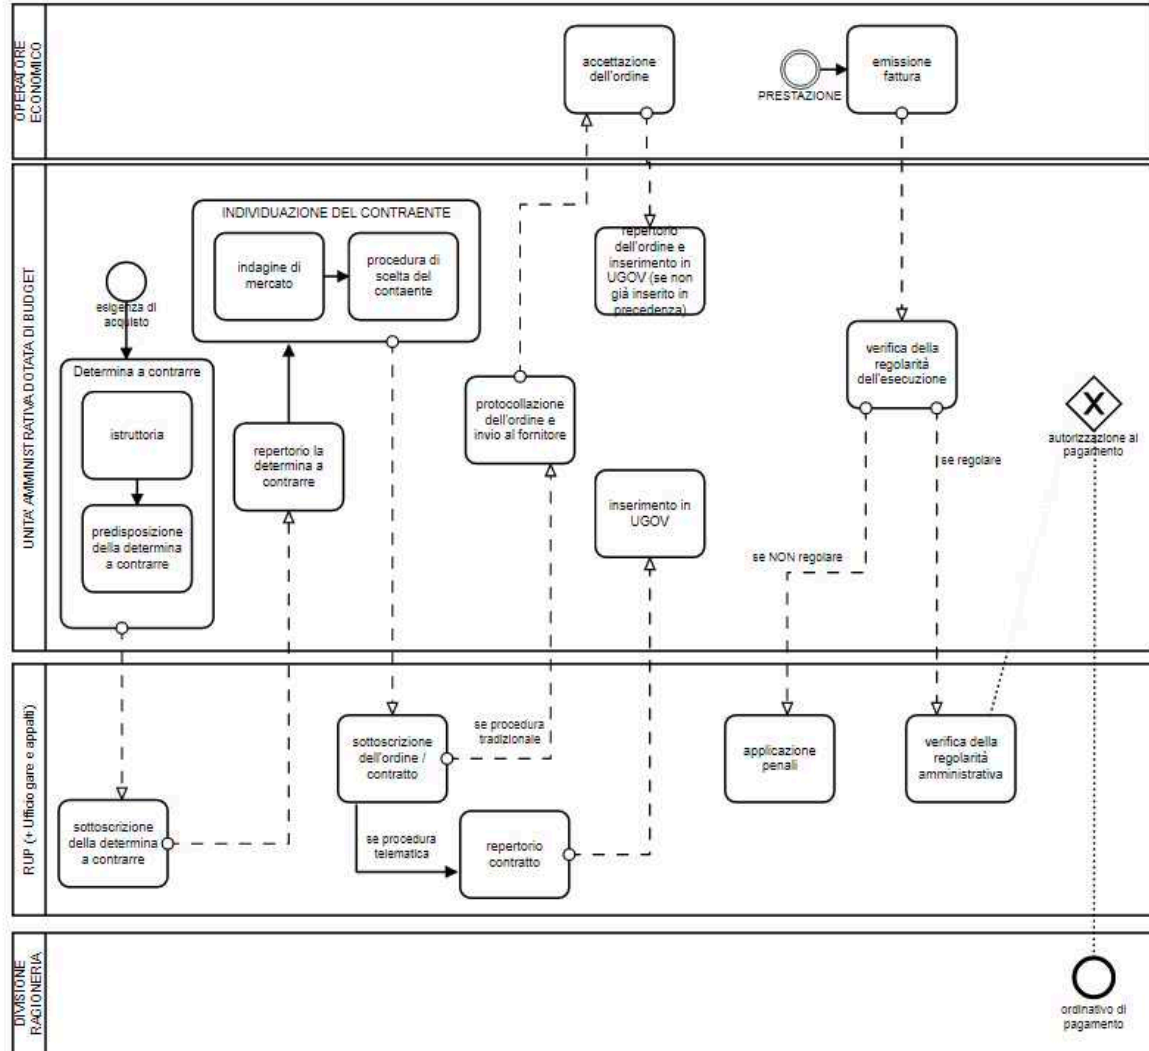 OPERATORE
ECONOMICO
accettazione
dell'ordine
PRESTAZIONE
emissione
fattura
UNITA' AMMINISTRATIVA DOTATA DI BUDGET
esigenza di
acquisto
Determina a contrarre
istruttoria
predisposizione
della determina
a contrarre
INDIVIDUAZIONE DEL CONTRAENTE
indagine di
mercato
procedura di
scelta del
contaente
repertorio la
determina a
contrarre
protocollazione
dell'ordine e
invio al fornitore
repertorio
dell'ordine e
inserimento in
UGOV (se non
già inserito in
precedenza)
inserimento in
UGOV
verifica della
regolarità
dell'esecuzione
se regolare
se NON regolare
autorizzazione al
pagamento
RUP (+ Ufficio gare e appalti)
sottoscrizione
della determina
a contrarre
sottoscrizione
dell'ordine /
contratto
se procedura
tradizionale
se procedura
telematica
repertorio
contratto
applicazione
penali
verifica della
regolarità
amministrativa
DIVISIONE
RAGIONERIA
ordinativo di
pagamento